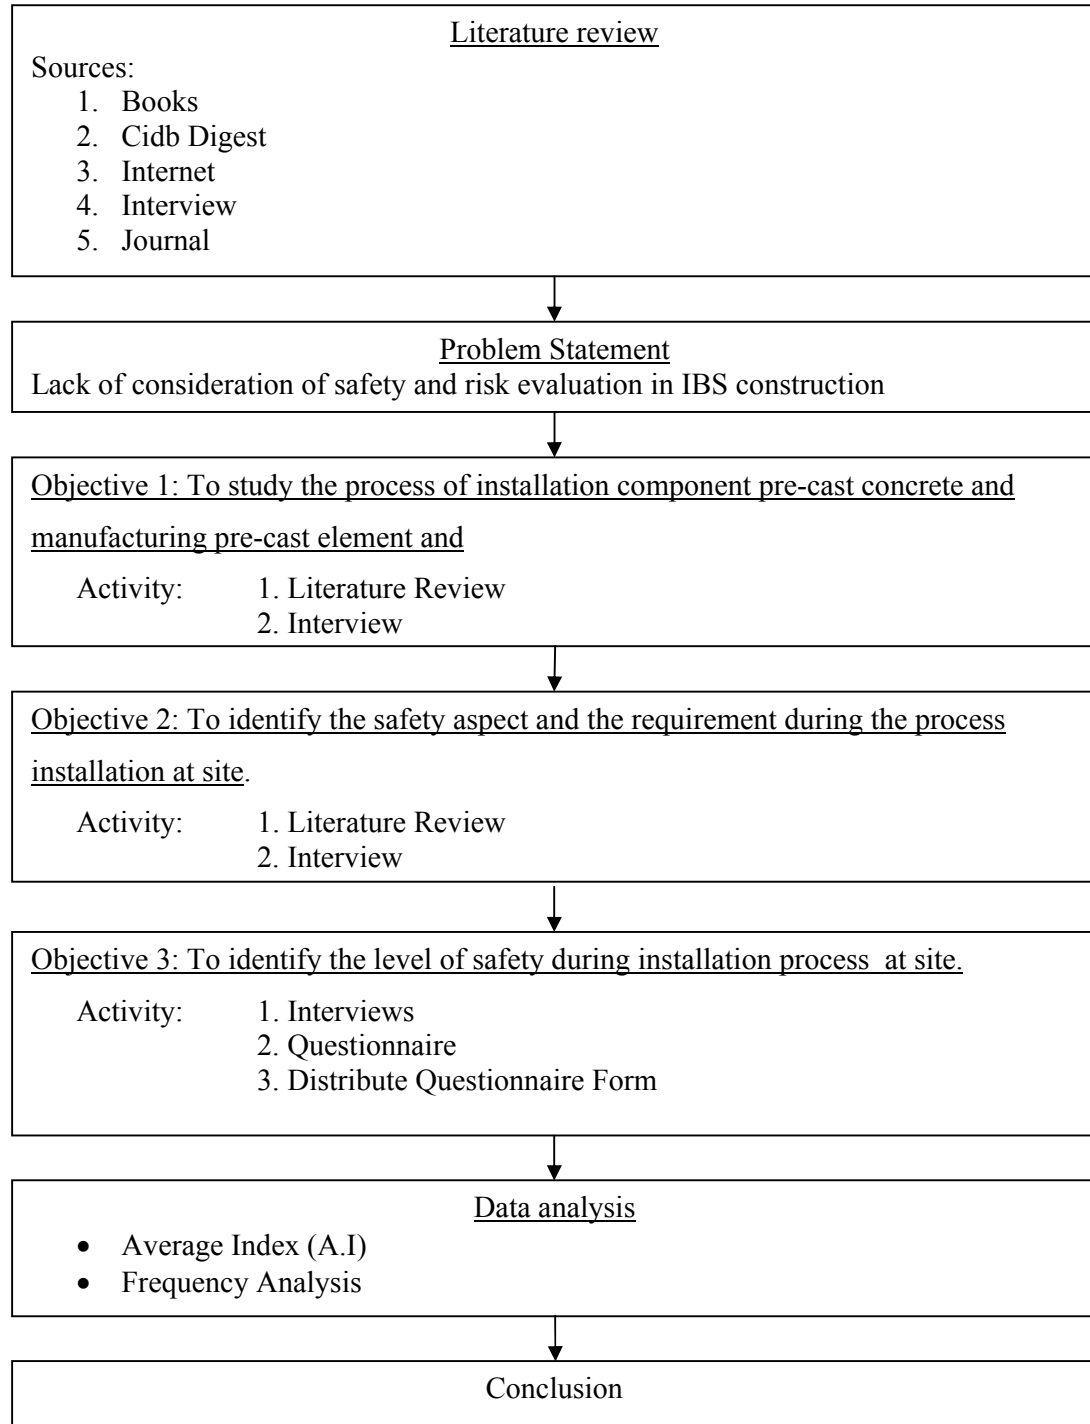 Literature review
Sources:
1. Books
2. Cidb Digest
3. Internet
4. Interview
5. Journal
Problem Statement
Lack of consideration of safety and risk evaluation in IBS construction
Objective 1: To study the process of installation component pre-cast concrete and
manufacturing pre-cast element and
Activity: 1. Literature Review
2. Interview
Objective 2: To identify the safety aspect and the requirement during the process
installation at site.
Activity: 1. Literature Review
2. Interview
Objective 3: To identify the level of safety during installation process at site.
Activity: 1. Interviews
2. Questionnaire
3. Distribute Questionnaire Form
Data analysis
• Average Index (A.I)
• Frequency Analysis
Conclusion